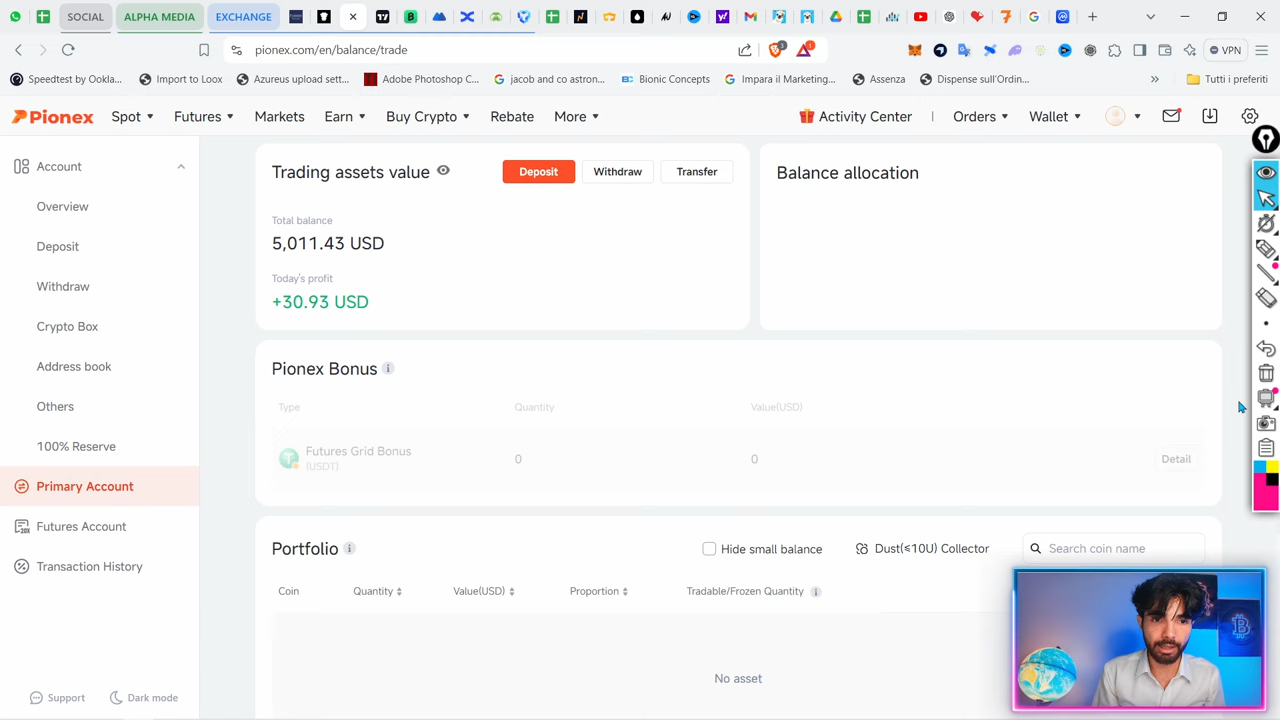 SOCIAL
ALPHA MEDIA
EXCHANGE
pionex.com/en/balance/trade
VPN
Speedtest by Ookla...
Import to Loox
Azureus upload sett...
Adobe Photoshop C...
jacob and co astron...
Bionic Concepts
Impara il Marketing...
Assenza
Dispense sull'Ordin...
Tutti i preferiti
Pionex
Spot
Futures
Markets
Earn
Buy Crypto
Rebate
More
Activity Center
Orders
Wallet
Account
Overview
Deposit
Withdraw
Crypto Box
Address book
Others
100% Reserve
Primary Account
Futures Account
Transaction History
Support
Dark mode
Trading assets value
Deposit
Withdraw
Transfer
Total balance
5,011.43 USD
Today's profit
+30.93 USD
Balance allocation
Pionex Bonus
Type
Quantity
Value(USD)
Futures Grid Bonus
(USDT)
0
0
Detail
Portfolio
Hide small balance
Dust(≤10U) Collector
Search coin name
Coin
Quantity
Value(USD)
Proportion
Tradable/Frozen Quantity
No asset